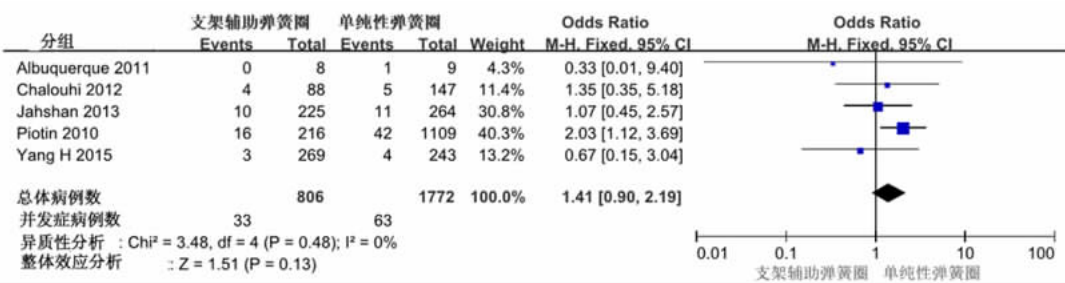 支架辅助弹簧圈 单纯性弹簧圈 Odds Ratio Odds Ratio
分组 Events Total Events Total Weight M-H, Fixed, 95% CI M-H, Fixed, 95% CI
Albuquerque 2011 0 8 1 9 4.3% 0.33 [0.01, 9.40]
Chalouhi 2012 4 88 5 147 11.4% 1.35 [0.35, 5.18]
Jahshan 2013 10 225 11 264 30.8% 1.07 [0.45, 2.57]
Piotin 2010 16 216 42 1109 40.3% 2.03 [1.12, 3.69]
Yang H 2015 3 269 4 243 13.2% 0.67 [0.15, 3.04]
总体病例数 806 1772 100.0% 1.41 [0.90, 2.19]
并发症病例数 33 63
异质性分析 : Chi² = 3.48, df = 4 (P = 0.48); I² = 0%
整体效应分析 : Z = 1.51 (P = 0.13)
0.01 0.1 1 10 100
支架辅助弹簧圈 单纯性弹簧圈